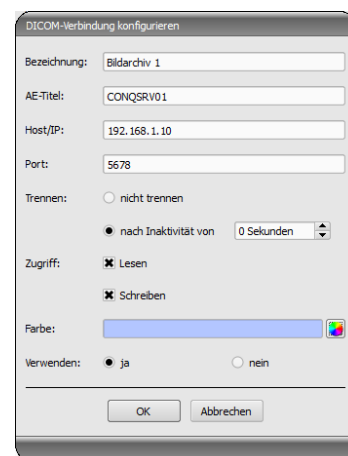 DICOM-Verbindung konfigurieren
Bezeichnung: Bildarchiv 1
AE-Titel: CONQSRV01
Host/IP: 192.168.1.10
Port: 5678
Trennen: nicht trennen
nach Inaktivität von 0 Sekunden
Zugriff: Lesen
Schreiben
Farbe:
Verwenden: ja nein
OK Abbrechen